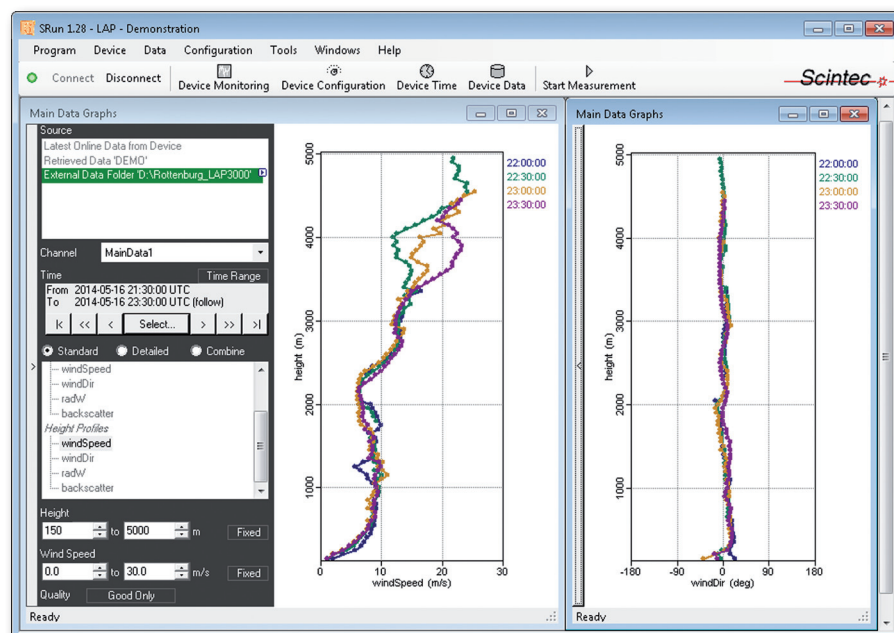 SRun 1.28 - LAP - Demonstration
Program Device Data Configuration Tools Windows Help
Connect Disconnect Device Monitoring Device Configuration Device Time Device Data Start Measurement Scintec
Main Data Graphs
Source
Latest Online Data from Device
Retrieved Data 'DEMO'
External Data Folder 'D:\Rottenburg_LAP3000'
Channel MainData1
Time Time Range
From 2014-05-16 21:30:00 UTC
To 2014-05-16 23:30:00 UTC (follow)
|< << < Select... > >> >|
Standard Detailed Combine
windSpeed
windDir
radW
backscatter
Height Profiles
windSpeed
windDir
radW
backscatter
Height
150 to 5000 m Fixed
Wind Speed
0.0 to 30.0 m/s Fixed
Quality Good Only
Ready
22:00:00
22:30:00
23:00:00
23:30:00
5000
4000
3000
2000
1000
height (m)
0 10 20 30
windSpeed (m/s)
Main Data Graphs
22:00:00
22:30:00
23:00:00
23:30:00
5000
4000
3000
2000
1000
height (m)
-180 -90 0 90 180
windDir (deg)
Ready